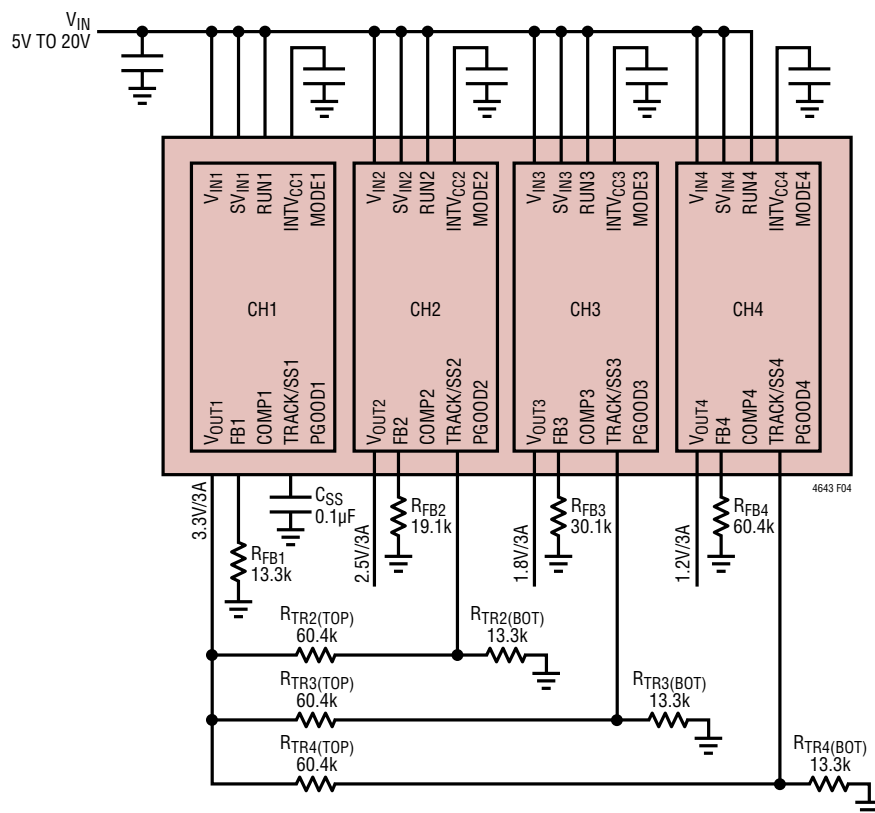 VIN
5V TO 20V
VIN1
SVIN1
RUN1
INTVCC1
MODE1
CH1
VOUT1
FB1
COMP1
TRACK/SS1
PGOOD1
VIN2
SVIN2
RUN2
INTVCC2
MODE2
CH2
VOUT2
FB2
COMP2
TRACK/SS2
PGOOD2
VIN3
SVIN3
RUN3
INTVCC3
MODE3
CH3
VOUT3
FB3
COMP3
TRACK/SS3
PGOOD3
VIN4
SVIN4
RUN4
INTVCC4
MODE4
CH4
VOUT4
FB4
COMP4
TRACK/SS4
PGOOD4
4643 F04
3.3V/3A
RFB1
13.3k
CSS
0.1µF
2.5V/3A
RFB2
19.1k
1.8V/3A
RFB3
30.1k
1.2V/3A
RFB4
60.4k
RTR2(TOP)
60.4k
RTR2(BOT)
13.3k
RTR3(TOP)
60.4k
RTR3(BOT)
13.3k
RTR4(TOP)
60.4k
RTR4(BOT)
13.3k